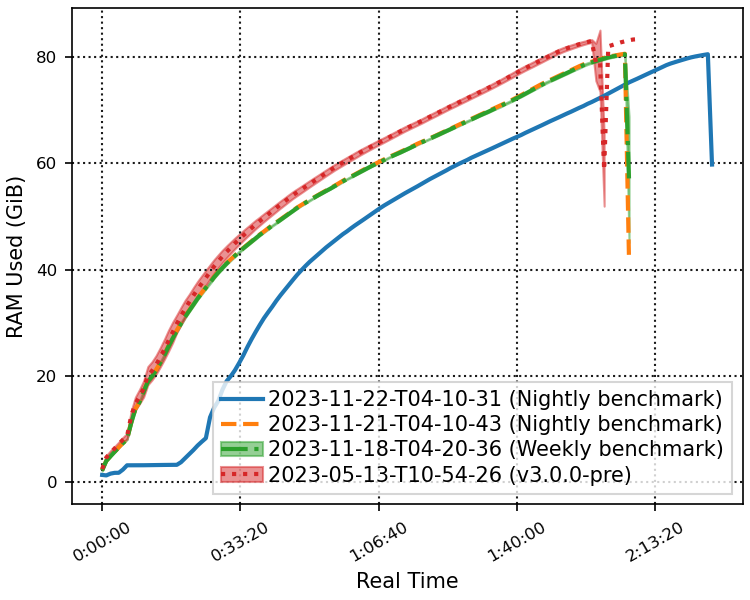 80
60
40
20
0
RAM Used (GiB)
2023-11-22-T04-10-31 (Nightly benchmark)
2023-11-21-T04-10-43 (Nightly benchmark)
2023-11-18-T04-20-36 (Weekly benchmark)
2023-05-13-T10-54-26 (v3.0.0-pre)
0:00:00
0:33:20
1:06:40
1:40:00
2:13:20
Real Time